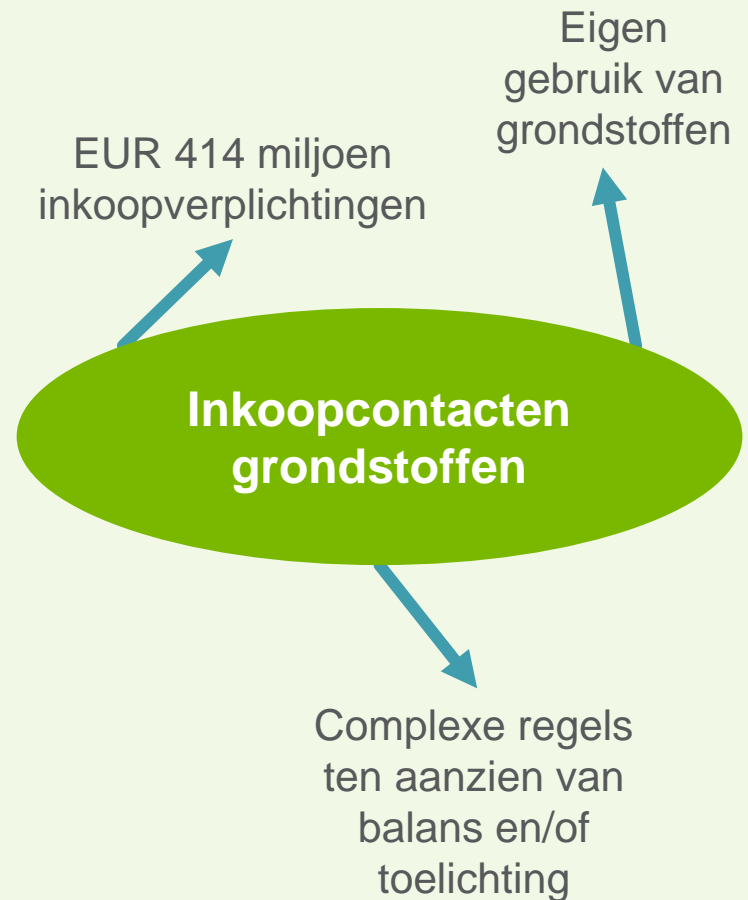 Eigen
gebruik van
grondstoffen
EUR 414 miljoen
inkoopverplichtingen
Inkoopcontacten
grondstoffen
Complexe regels
ten aanzien van
balans en/of
toelichting